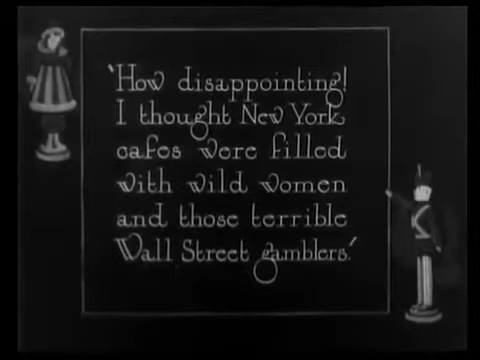 'How disappointing!
I thought New York
cafes were filled
with wild women
and those terrible
Wall Street gamblers.'